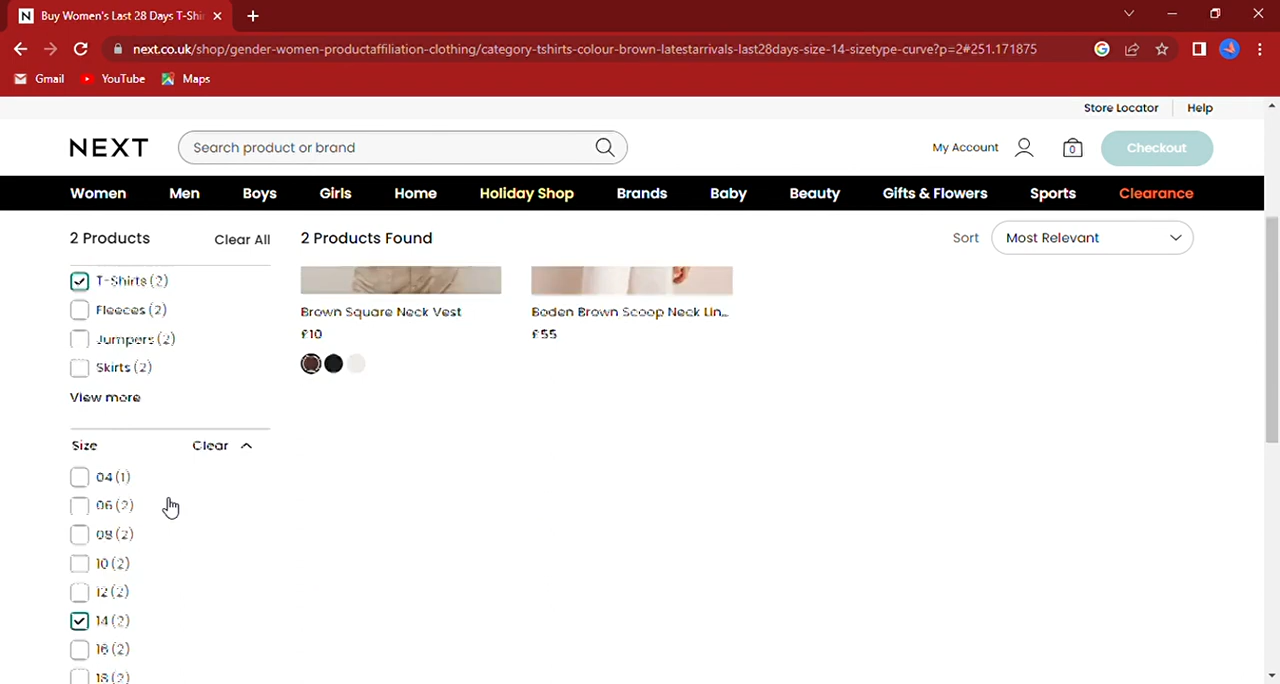 N Buy Women's Last 28 Days T-Shi
next.co.uk/shop/gender-women-productaffiliation-clothing/category-tshirts-colour-brown-latestarrivals-last28days-size-14-sizetype-curve?p=2#251.171875
Gmail YouTube Maps
Store Locator Help
NEXT Search product or brand My Account 0 Checkout
Women Men Boys Girls Home Holiday Shop Brands Baby Beauty Gifts & Flowers Sports Clearance
2 Products Clear All 2 Products Found Sort Most Relevant
T-Shirts (2)
Fleeces (2)
Jumpers (2)
Skirts (2)
View more
Brown Square Neck Vest
£10
Boden Brown Scoop Neck Lin...
£55
Size Clear
04 (1)
06 (2)
08 (2)
10 (2)
12 (2)
14 (2)
16 (2)
18 (2)